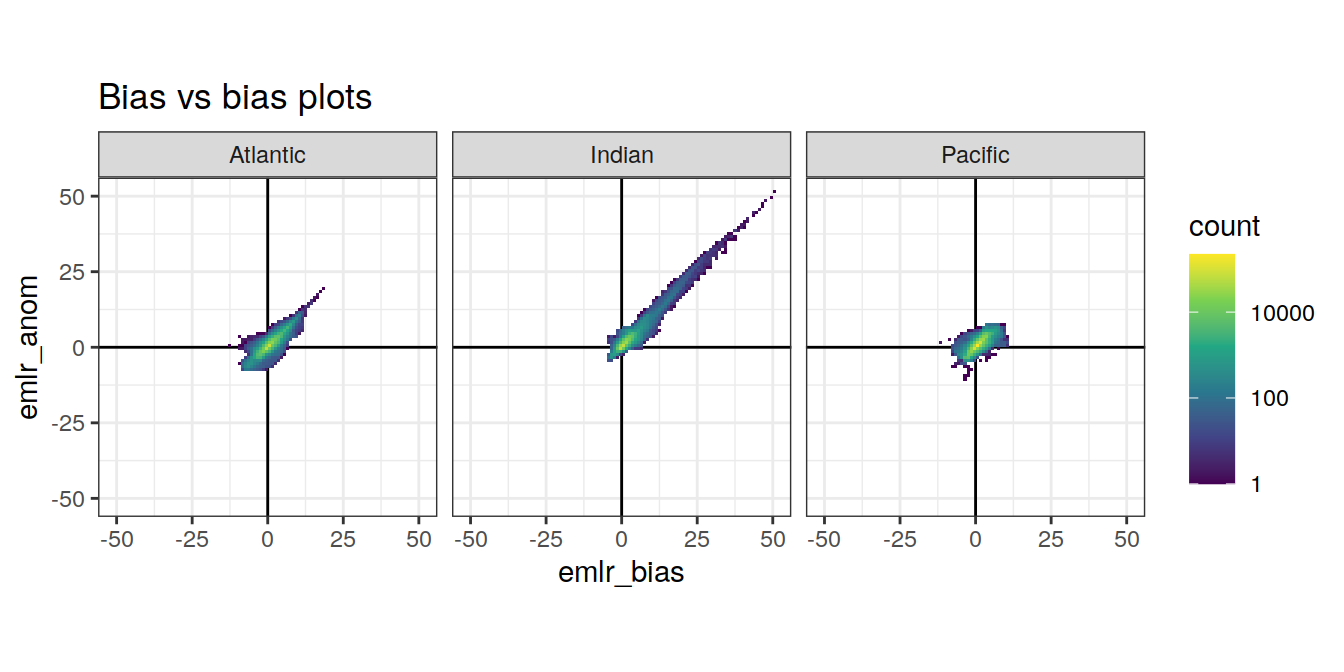 Bias vs bias plots
Atlantic
Indian
Pacific
50
25
0
-25
-50
emlr_anom
-50 -25 0 25 50
-50 -25 0 25 50
-50 -25 0 25 50
emlr_bias
count
10000
100
1